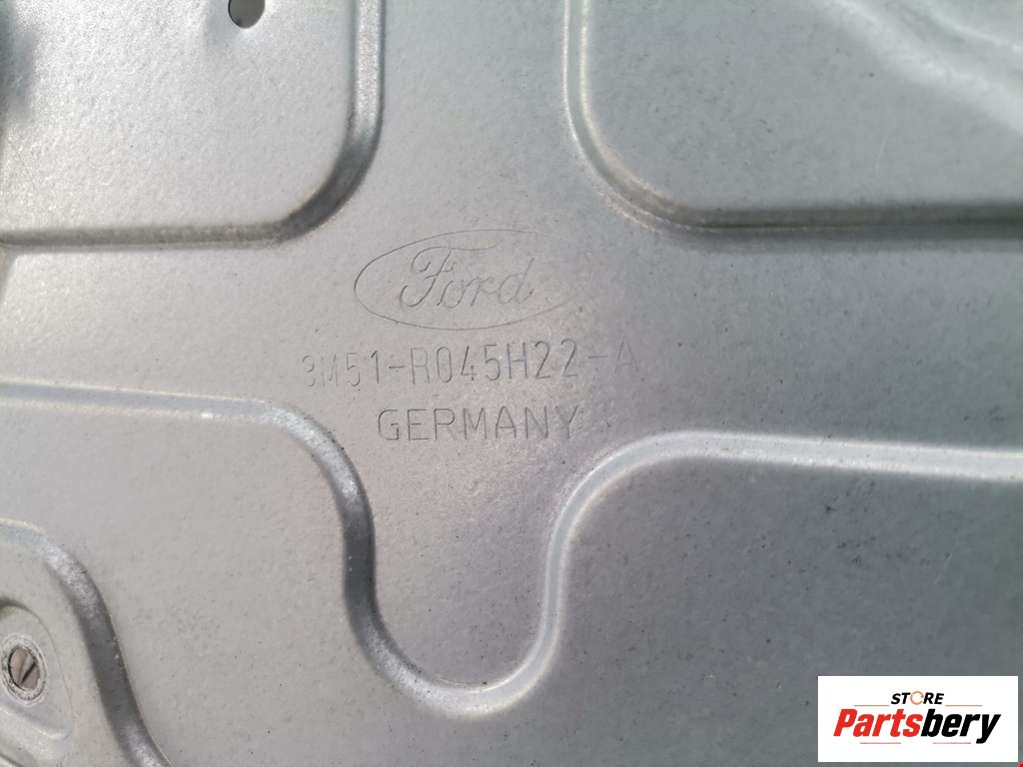 Ford
3M51-R045H22-A
GERMANY
STORE
Partsbery